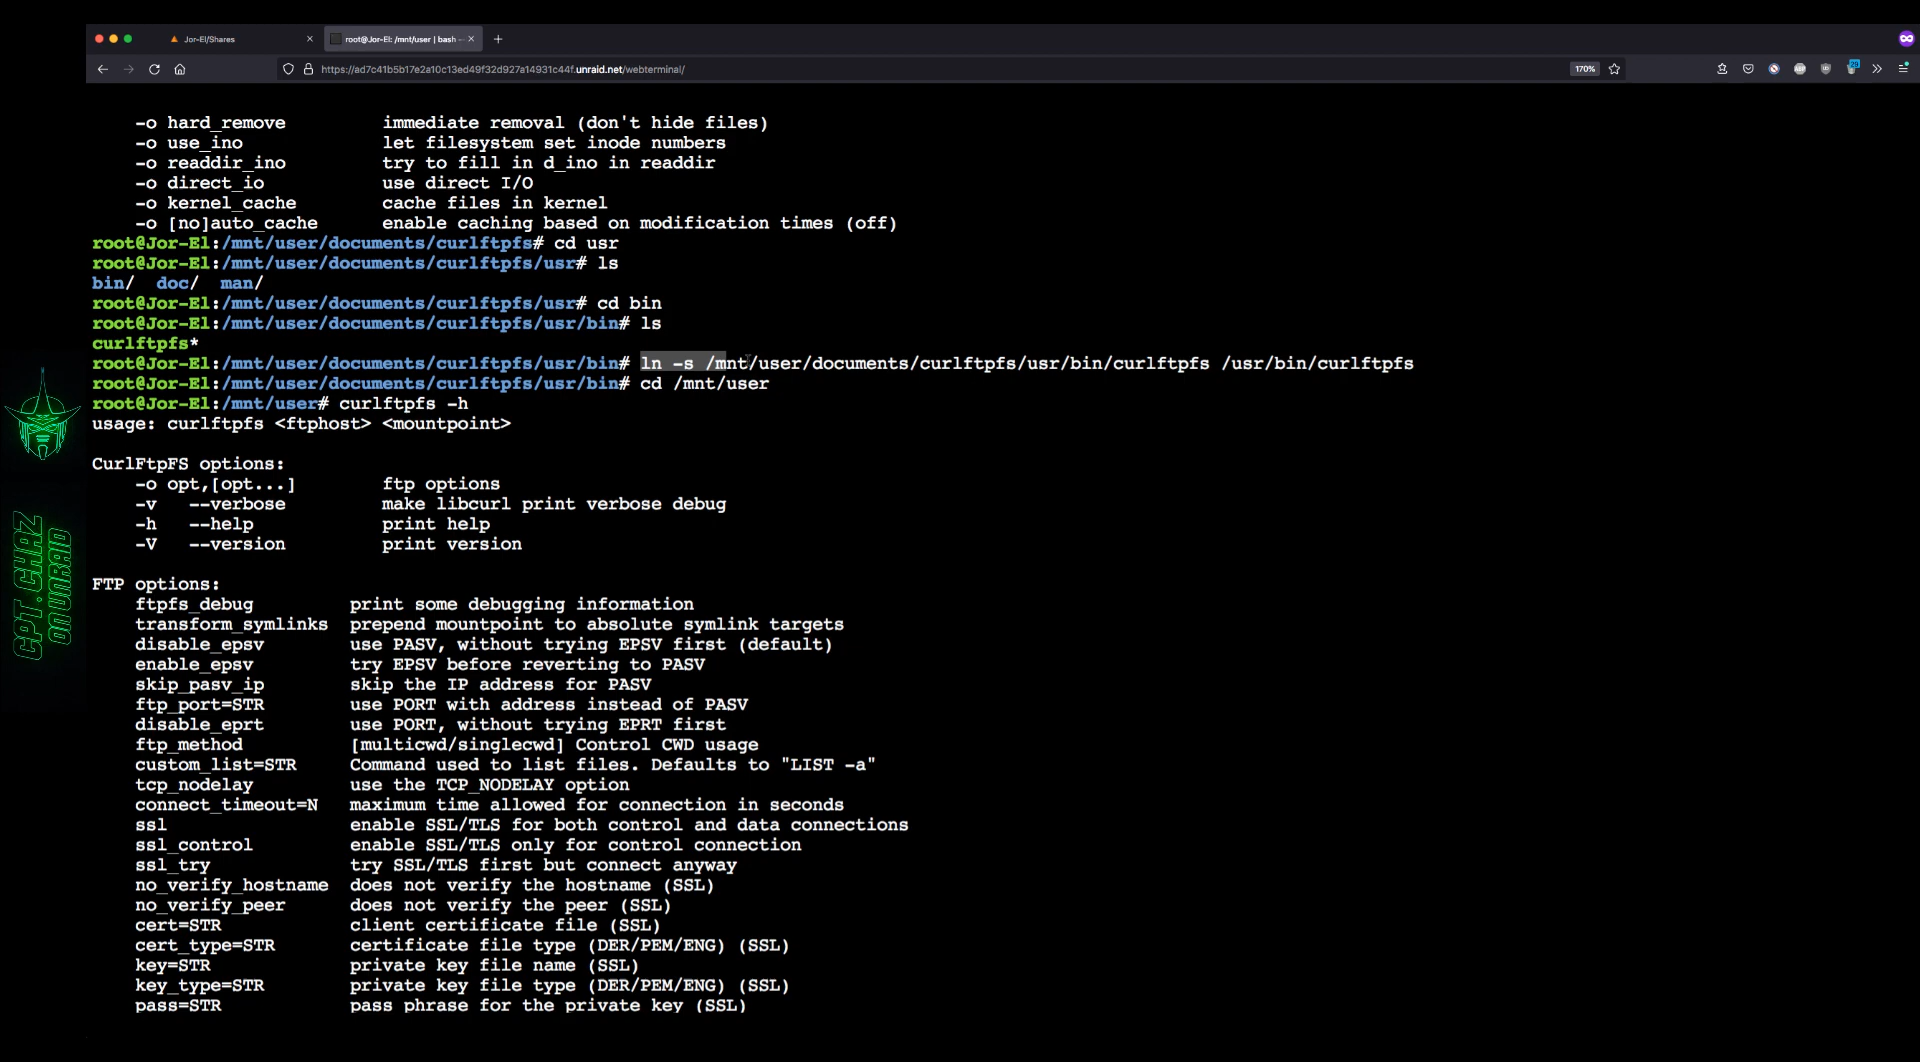 Jor-El/Shares
root@Jor-El: /mnt/user | bash —
https://ad7c41b5b17e2a10c13ed49f32d927a14931c44f.unraid.net/webterminal/
170%
-o hard_remove immediate removal (don't hide files)
-o use_ino let filesystem set inode numbers
-o readdir_ino try to fill in d_ino in readdir
-o direct_io use direct I/O
-o kernel_cache cache files in kernel
-o [no]auto_cache enable caching based on modification times (off)
root@Jor-El:/mnt/user/documents/curlftpfs# cd usr
root@Jor-El:/mnt/user/documents/curlftpfs/usr# ls
bin/ doc/ man/
root@Jor-El:/mnt/user/documents/curlftpfs/usr# cd bin
root@Jor-El:/mnt/user/documents/curlftpfs/usr/bin# ls
curlftpfs*
root@Jor-El:/mnt/user/documents/curlftpfs/usr/bin# ln -s /mnt/user/documents/curlftpfs/usr/bin/curlftpfs /usr/bin/curlftpfs
root@Jor-El:/mnt/user/documents/curlftpfs/usr/bin# cd /mnt/user
root@Jor-El:/mnt/user# curlftpfs -h
usage: curlftpfs <ftphost> <mountpoint>
CurlFtpFS options:
-o opt,[opt...] ftp options
-v --verbose make libcurl print verbose debug
-h --help print help
-V --version print version
FTP options:
ftpfs_debug print some debugging information
transform_symlinks prepend mountpoint to absolute symlink targets
disable_epsv use PASV, without trying EPSV first (default)
enable_epsv try EPSV before reverting to PASV
skip_pasv_ip skip the IP address for PASV
ftp_port=STR use PORT with address instead of PASV
disable_eprt use PORT, without trying EPRT first
ftp_method [multicwd/singlecwd] Control CWD usage
custom_list=STR Command used to list files. Defaults to "LIST -a"
tcp_nodelay use the TCP_NODELAY option
connect_timeout=N maximum time allowed for connection in seconds
ssl enable SSL/TLS for both control and data connections
ssl_control enable SSL/TLS only for control connection
ssl_try try SSL/TLS first but connect anyway
no_verify_hostname does not verify the hostname (SSL)
no_verify_peer does not verify the peer (SSL)
cert=STR client certificate file (SSL)
cert_type=STR certificate file type (DER/PEM/ENG) (SSL)
key=STR private key file name (SSL)
key_type=STR private key file type (DER/PEM/ENG) (SSL)
pass=STR pass phrase for the private key (SSL)
CPT.CHAZ
ON UNRAID